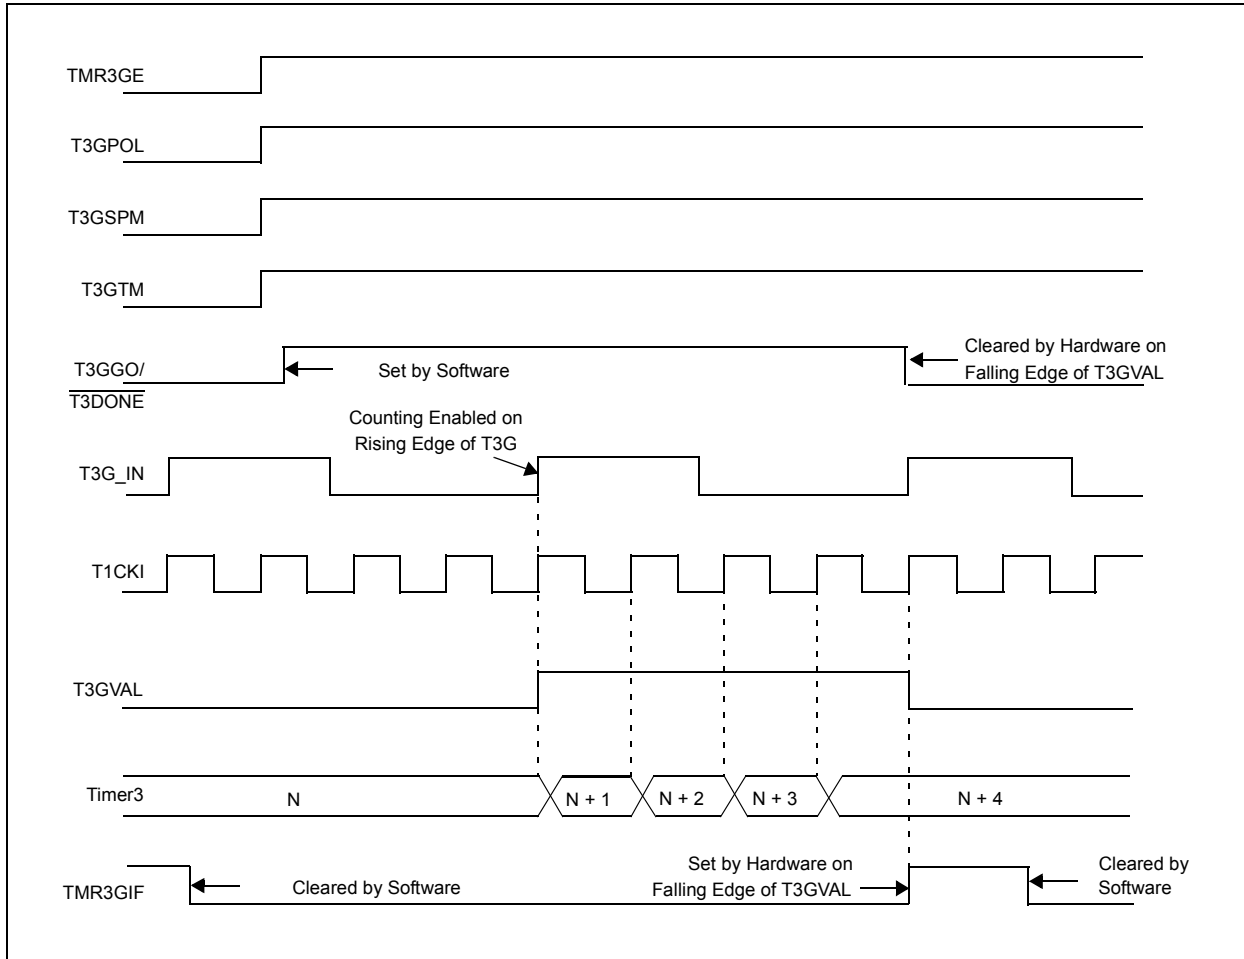 TMR3GE
T3GPOL
T3GSPM
T3GTM
T3GGO/
T3DONE
Set by Software
Cleared by Hardware on
Falling Edge of T3GVAL
Counting Enabled on
Rising Edge of T3G
T3G_IN
T1CKI
T3GVAL
Timer3
N
N + 1
N + 2
N + 3
N + 4
TMR3GIF
Cleared by Software
Set by Hardware on
Falling Edge of T3GVAL
Cleared by
Software